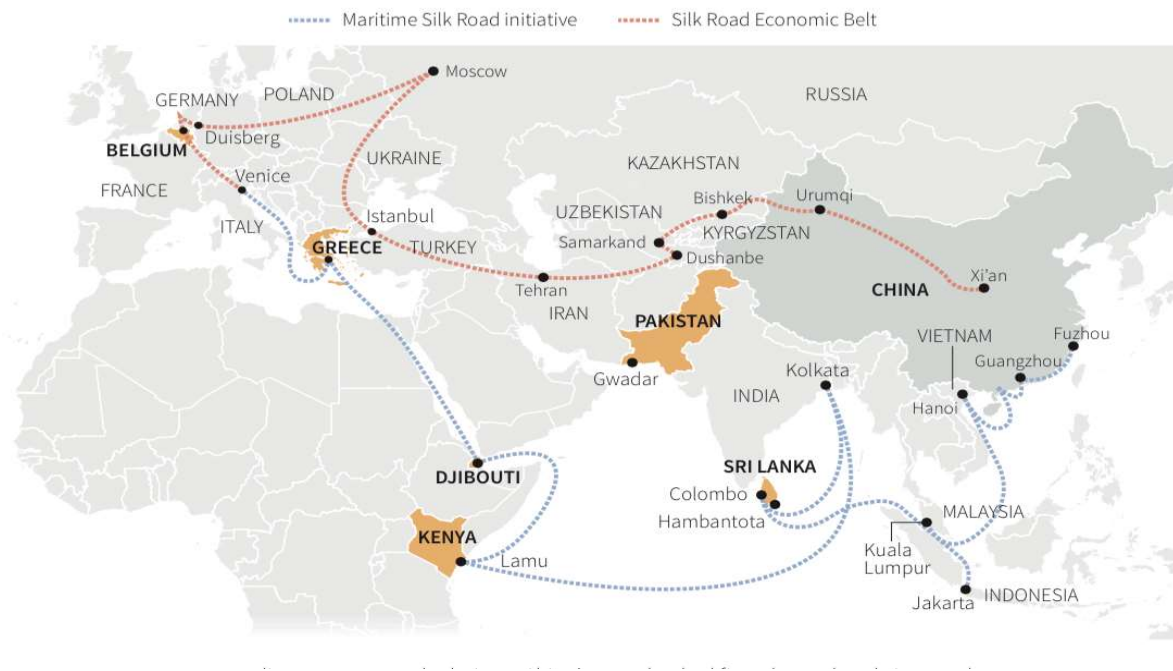 Maritime Silk Road initiative
Silk Road Economic Belt
Moscow
GERMANY
POLAND
RUSSIA
Duisberg
BELGIUM
UKRAINE
KAZAKHSTAN
Venice
FRANCE
Bishkek
Urumqi
UZBEKISTAN
Istanbul
ITALY
KYRGYZSTAN
GREECE
TURKEY
Samarkand
Dushanbe
Xi'an
Tehran
CHINA
IRAN
PAKISTAN
VIETNAM
Fuzhou
Guangzhou
Kolkata
Gwadar
INDIA
Hanoi
SRI LANKA
DJIBOUTI
Colombo
MALAYSIA
Hambantota
KENYA
Kuala
Lumpur
Lamu
Jakarta
INDONESIA